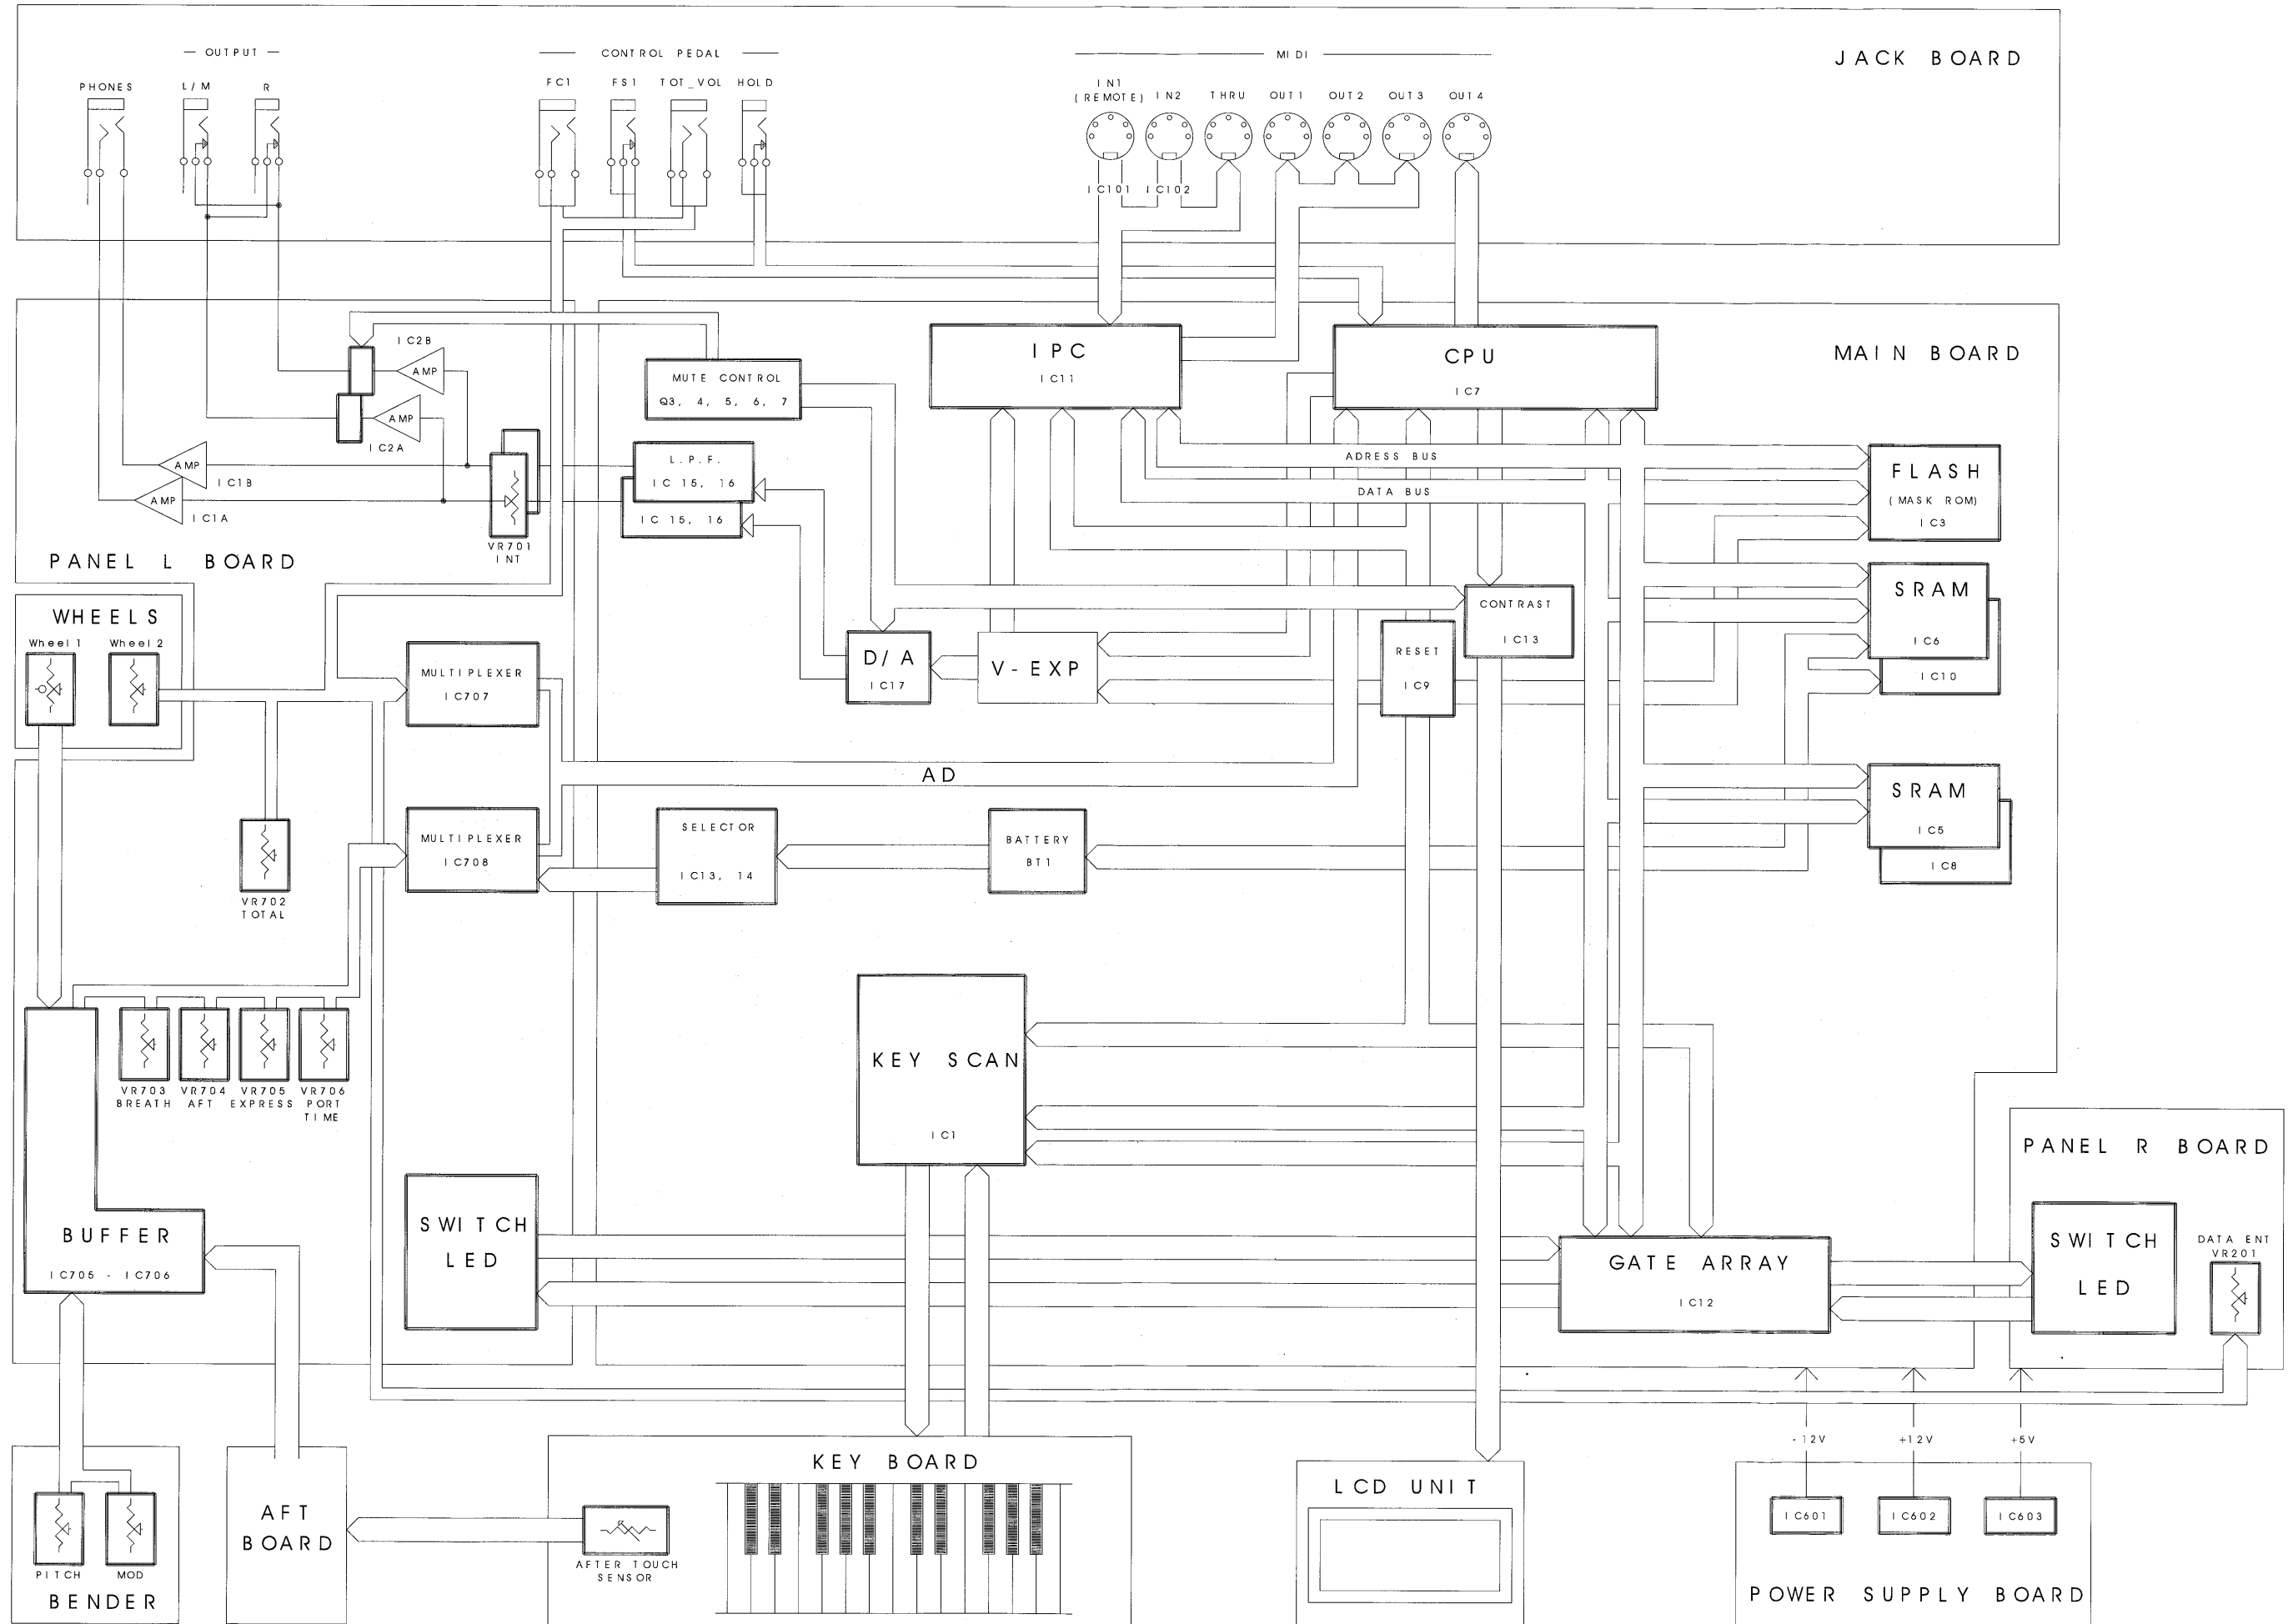 JACK BOARD
OUTPUT
CONTROL PEDAL
MIDI
PHONES
L/M
R
FC1
FS1
TOT_VOL
HOLD
IN1
(REMOTE)
IN2
THRU
OUT1
OUT2
OUT3
OUT4
IC101
IC102
MAIN BOARD
IPC
IC11
CPU
IC7
MUTE CONTROL
Q3, 4, 5, 6, 7
IC2B
AMP
AMP
IC2A
AMP
IC1B
AMP
IC1A
VR701
INT
L.P.F.
IC 15, 16
IC 15, 16
ADRESS BUS
DATA BUS
FLASH
(MASK ROM)
IC3
PANEL L BOARD
SRAM
IC6
IC10
CONTRAST
IC13
RESET
IC9
D/A
IC17
V-EXP
WHEELS
Wheel 1
Wheel 2
MULTIPLEXER
IC707
AD
SRAM
IC5
IC8
MULTIPLEXER
IC708
SELECTOR
IC13, 14
BATTERY
BT1
VR702
TOTAL
VR703
BREATH
VR704
AFT
VR705
EXPRESS
VR706
PORT
TIME
KEY SCAN
IC1
BUFFER
IC705 - IC706
SWITCH
LED
GATE ARRAY
IC12
PANEL R BOARD
SWITCH
LED
DATA ENT
VR201
-12V
+12V
+5V
IC601
IC602
IC603
POWER SUPPLY BOARD
LCD UNIT
KEY BOARD
AFTER TOUCH
SENSOR
AFT
BOARD
PITCH
MOD
BENDER